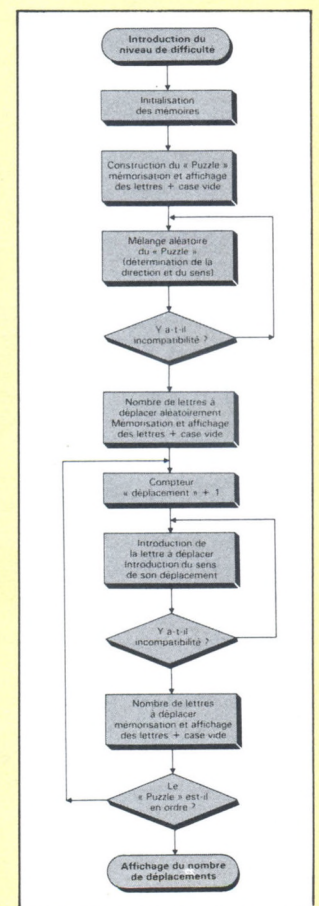 Introduction du
niveau de difficulté
Initialisation
des mémoires
Construction du « Puzzle »
mémorisation et affichage
des lettres + case vide
Mélange aléatoire
du « Puzzle »
(détermination de la
direction et du sens)
Y a-t-il
incompatibilité ?
Nombre de lettres à
déplacer aléatoirement
Mémorisation et affichage
des lettres + case vide
Compteur
« déplacement » + 1
Introduction de
la lettre à déplacer
Introduction du sens
de son déplacement
Y a-t-il
incompatibilité ?
Nombre de lettres
à déplacer
mémorisation et affichage
des lettres + case vide
Le
« Puzzle » est-il
en ordre ?
Affichage du nombre
de déplacements